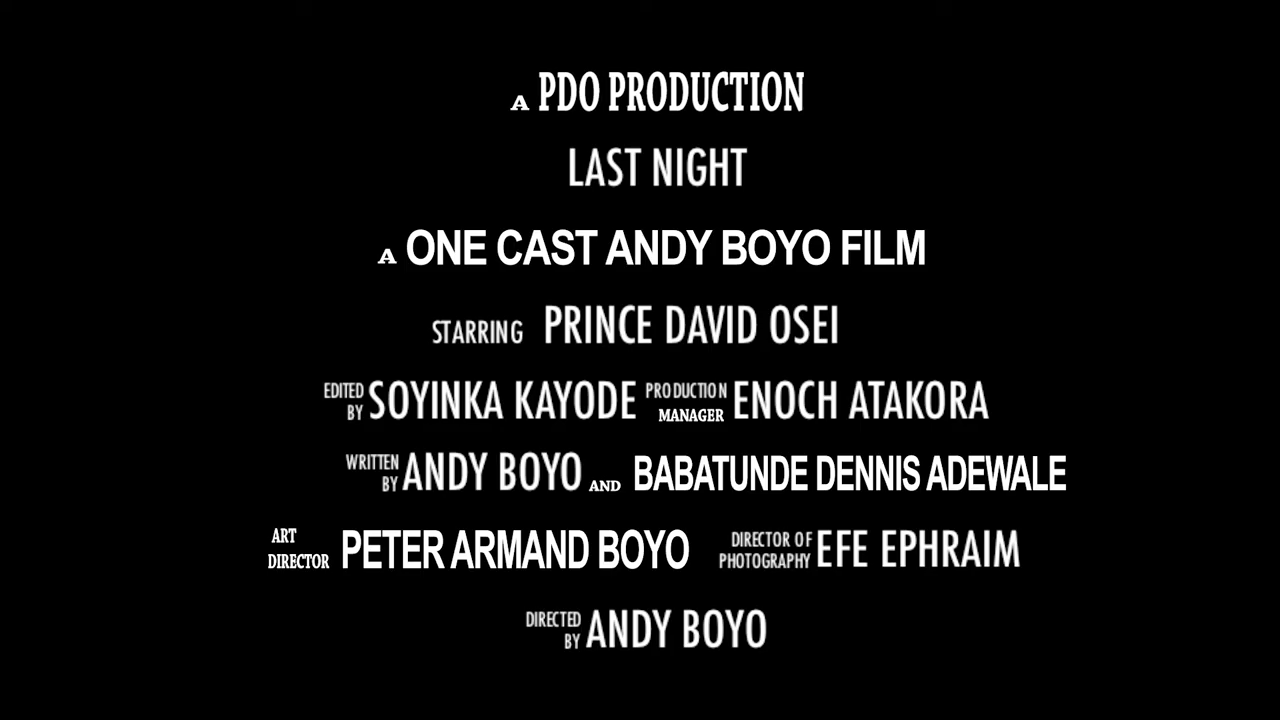 A PDO PRODUCTION
LAST NIGHT
A ONE CAST ANDY BOYO FILM
STARRING PRINCE DAVID OSEI
EDITED BY SOYINKA KAYODE PRODUCTION MANAGER ENOCH ATAKORA
WRITTEN BY ANDY BOYO AND BABATUNDE DENNIS ADEWALE
ART DIRECTOR PETER ARMAND BOYO DIRECTOR OF PHOTOGRAPHY EFE EPHRAIM
DIRECTED BY ANDY BOYO